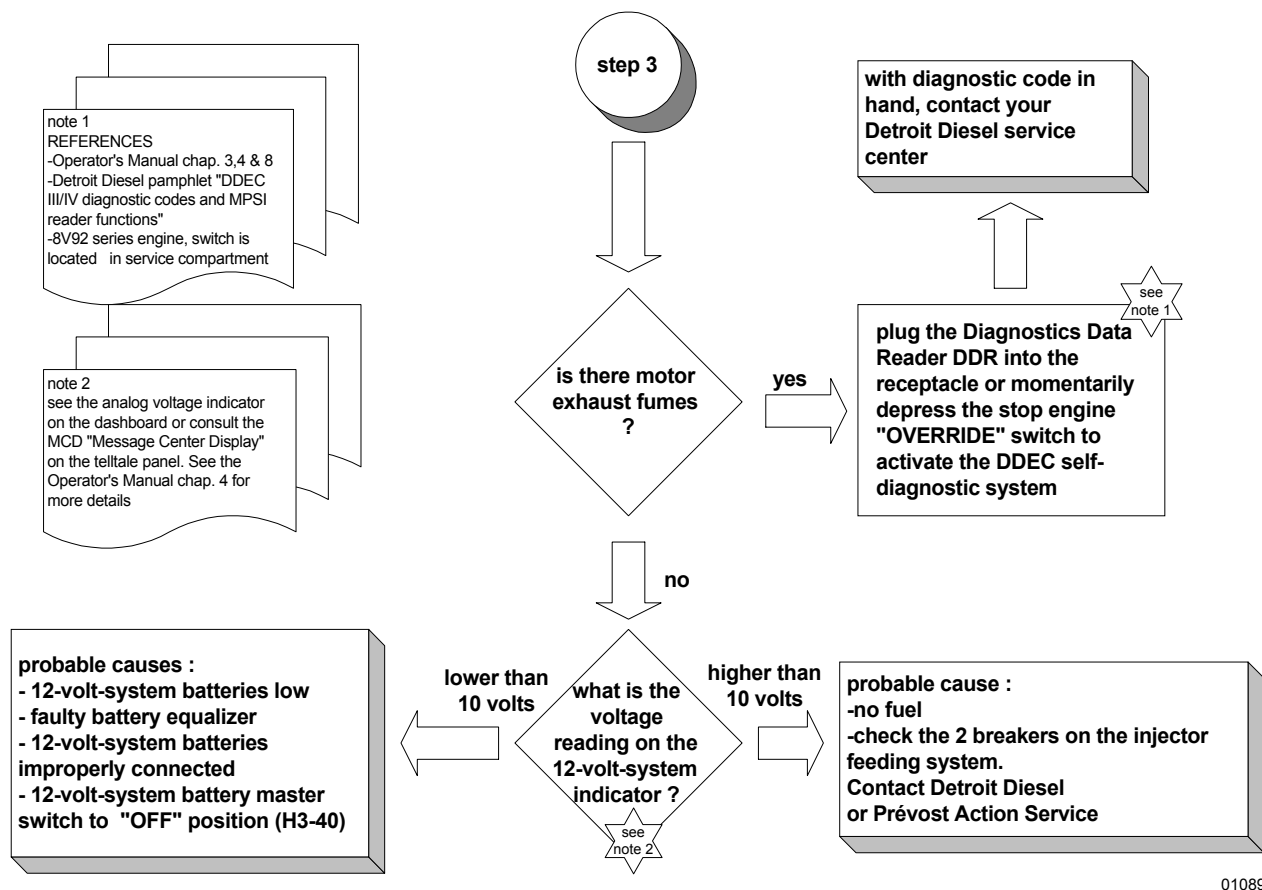 step 3
with diagnostic code in
hand, contact your
Detroit Diesel service
center
note 1
REFERENCES
-Operator's Manual chap. 3,4 & 8
-Detroit Diesel pamphlet "DDEC
III/IV diagnostic codes and MPSI
reader functions"
-8V92 series engine, switch is
located in service compartment
see
note 1
is there motor
exhaust fumes
?
yes
plug the Diagnostics Data
Reader DDR into the
receptacle or momentarily
depress the stop engine
"OVERRIDE" switch to
activate the DDEC self-
diagnostic system
note 2
see the analog voltage indicator
on the dashboard or consult the
MCD "Message Center Display"
on the telltale panel. See the
Operator's Manual chap. 4 for
more details
no
probable causes :
- 12-volt-system batteries low
- faulty battery equalizer
- 12-volt-system batteries
improperly connected
- 12-volt-system battery master
switch to "OFF" position (H3-40)
lower than
10 volts
what is the
voltage
reading on the
12-volt-system
indicator ?
see
note 2
higher than
10 volts
probable cause :
-no fuel
-check the 2 breakers on the injector
feeding system.
Contact Detroit Diesel
or Prévost Action Service
01089